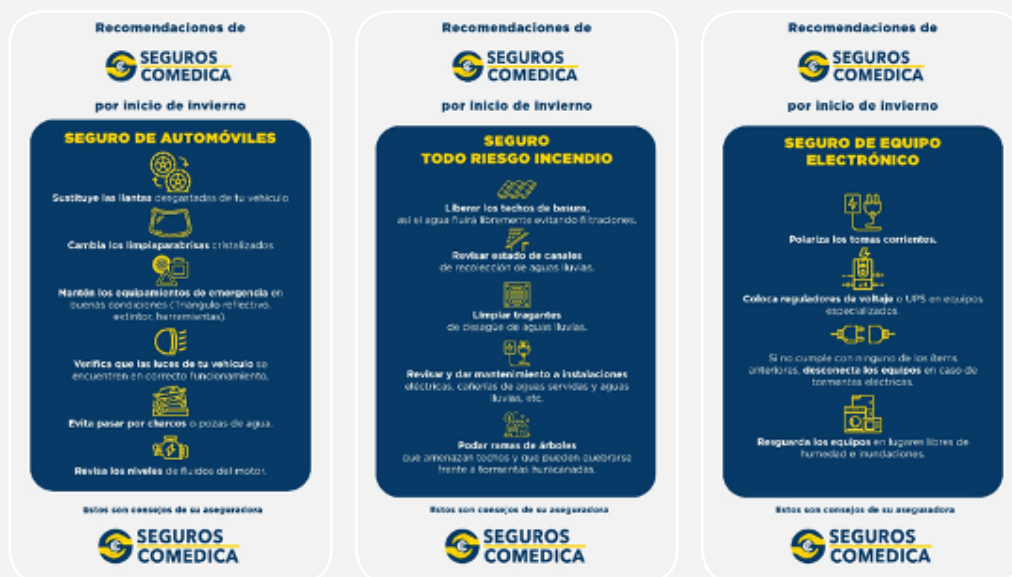 Recomendaciones de
SEGUROS
COMEDICA
por inicio de invierno
SEGURO DE AUTOMÓVILES
Sustituye las llantas desgastadas de tu vehículo
Cambia los limpiaparabrisas cristalizados
Mantén los equipamientos de emergencia en
buenas condiciones (Triángulo reflectivo,
extintor, herramientas).
Verifica que las luces de tu vehículo se
encuentren en correcto funcionamiento.
Evita pasar por charcos o pozas de agua.
Revisa los niveles de fluidos del motor.
Estos son consejos de su aseguradora
SEGUROS
COMEDICA
Recomendaciones de
SEGUROS
COMEDICA
por inicio de invierno
SEGURO
TODO RIESGO INCENDIO
Liberar los techos de basura,
así el agua fluirá libremente evitando filtraciones.
Revisar estado de canales
de recolección de aguas lluvias.
Limpiar tragantes
de desagüe de aguas lluvias.
Revisar y dar mantenimiento a instalaciones
eléctricas, cañerías de aguas servidas y aguas
lluvias, etc.
Podar ramas de árboles
que amenazan techos y que pueden quebrarse
frente a tormentas huracanadas.
Estos son consejos de su aseguradora
SEGUROS
COMEDICA
Recomendaciones de
SEGUROS
COMEDICA
por inicio de invierno
SEGURO DE EQUIPO
ELECTRÓNICO
Polariza los tomas corrientes.
Coloca reguladores de voltaje o UPS en equipos
especializados.
Si no cumple con ninguno de los ítems
anteriores, desconecta los equipos en caso de
tormentas eléctricas.
Resguarda los equipos en lugares libres de
humedad e inundaciones.
Estos son consejos de su aseguradora
SEGUROS
COMEDICA